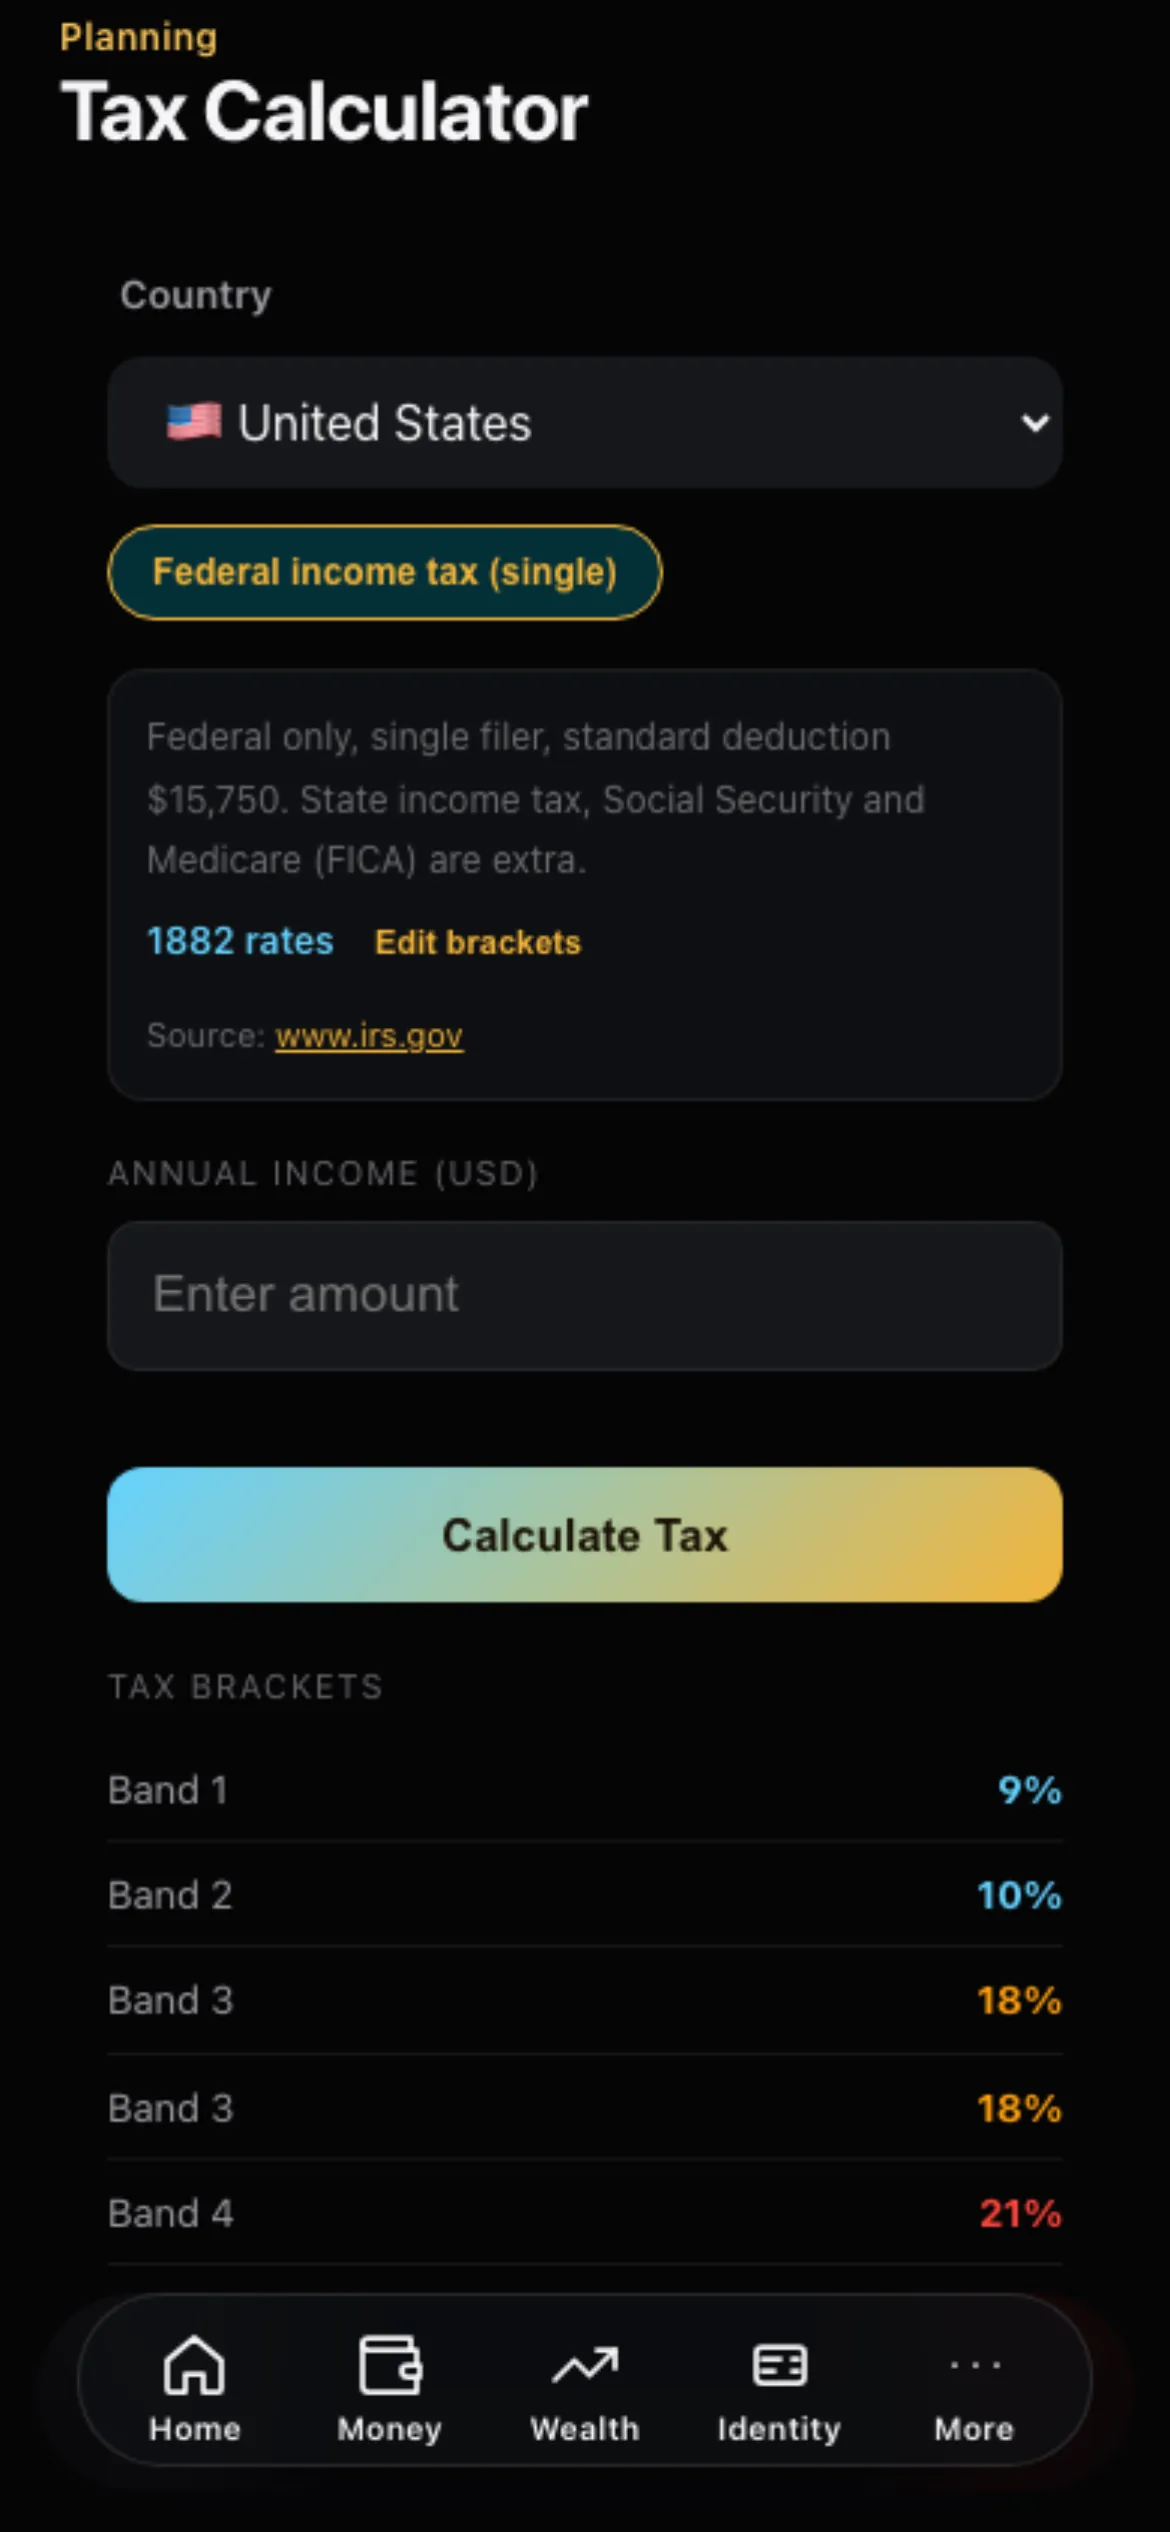 Planning
Tax Calculator
Country
United States
Federal income tax (single)
Federal only, single filer, standard deduction
$15,750. State income tax, Social Security and
Medicare (FICA) are extra.
1882 rates Edit brackets
Source: www.irs.gov
ANNUAL INCOME (USD)
Enter amount
Calculate Tax
TAX BRACKETS
Band 1 9%
Band 2 10%
Band 3 18%
Band 3 18%
Band 4 21%
Home Money Wealth Identity More